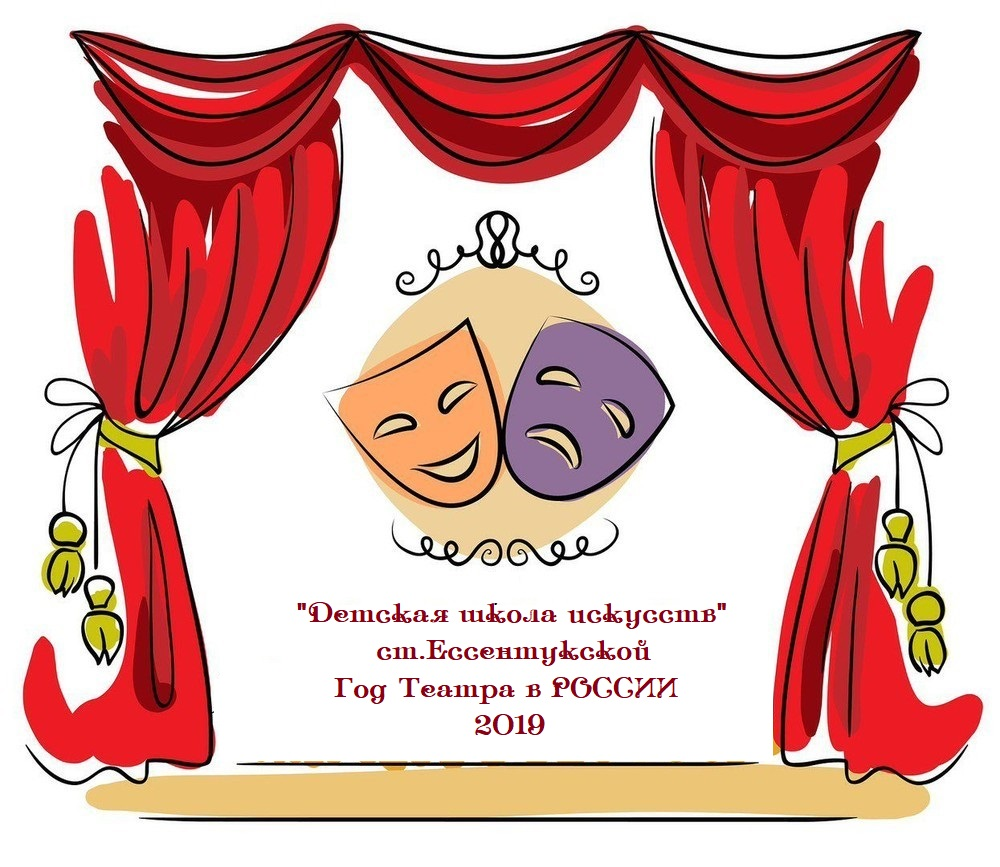 "Детская школа искусств"
ст.Ессентукской
Год Театра в РОССИИ
2019